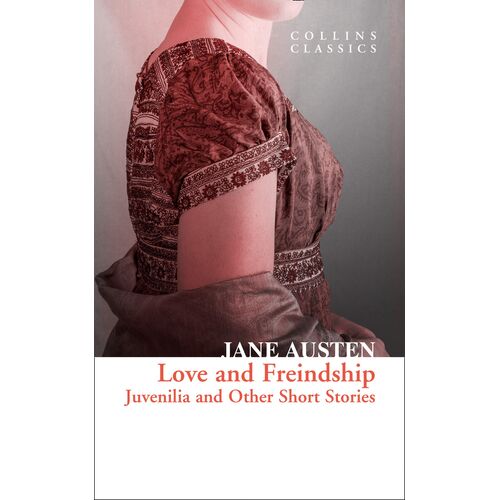 COLLINS
CLASSICS
JANE AUSTEN
Love and Freindship
Juvenilia and Other Short Stories